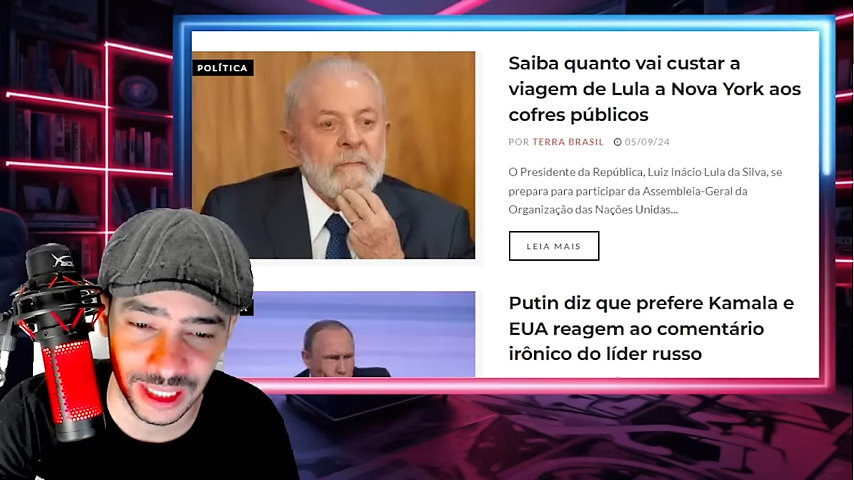 POLÍTICA
Saiba quanto vai custar a
viagem de Lula a Nova York aos
cofres públicos
POR TERRA BRASIL 05/09/24
O Presidente da República, Luiz Inácio Lula da Silva, se
prepara para participar da Assembleia-Geral da
Organização das Nações Unidas...
LEIA MAIS
Putin diz que prefere Kamala e
EUA reagem ao comentário
irônico do líder russo